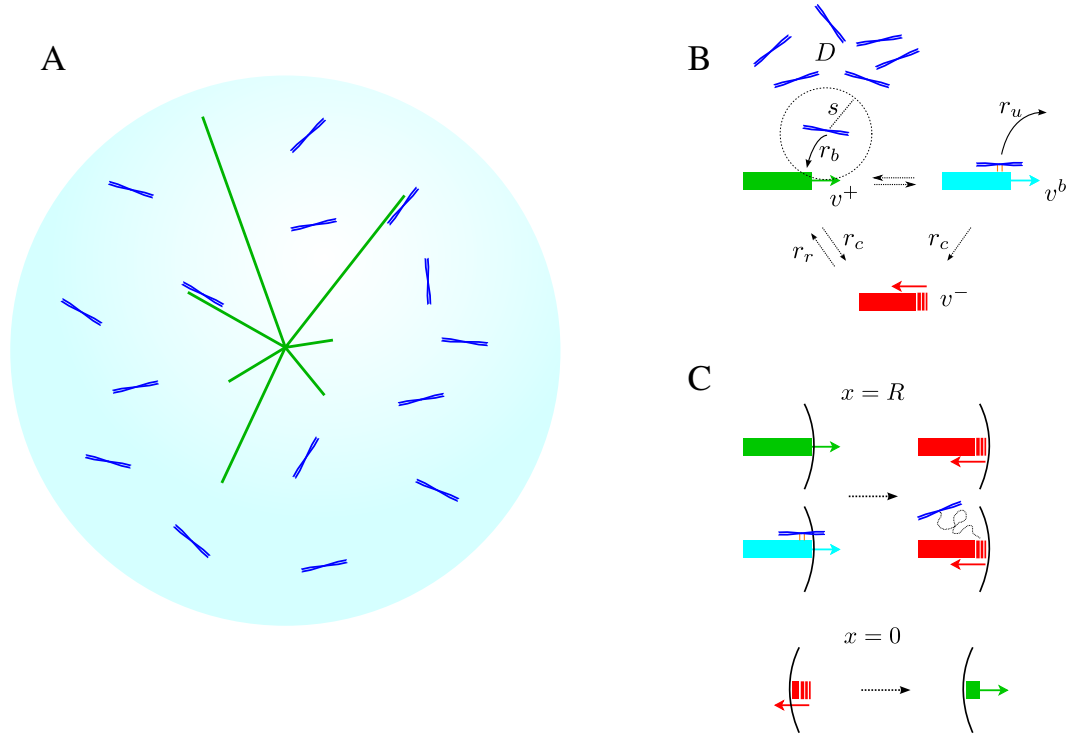 A
B
D
s
r_b
r_u
v^+
v^b
r_r
r_c
r_c
v^-
C
x = R
x = 0